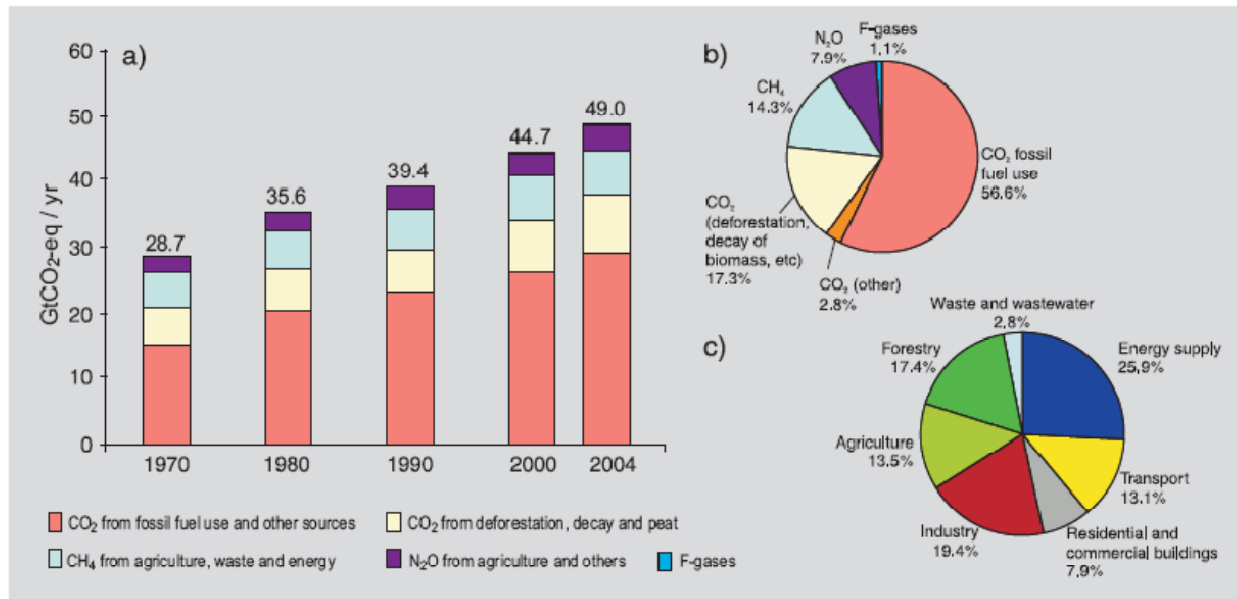 a)
GtCO₂-eq / yr
60
50
40
30
20
10
0
28.7
35.6
39.4
44.7
49.0
1970
1980
1990
2000
2004
CO₂ from fossil fuel use and other sources
CO₂ from deforestation, decay and peat
CH₄ from agriculture, waste and energy
N₂O from agriculture and others
F-gases
b)
F-gases
1.1%
N₂O
7.9%
CH₄
14.3%
CO₂ fossil
fuel use
56.6%
CO₂
(deforestation,
decay of
biomass, etc)
17.3%
CO₂ (other)
2.8%
c)
Waste and wastewater
2.8%
Forestry
17.4%
Energy supply
25.9%
Agriculture
13.5%
Transport
13.1%
Industry
19.4%
Residential and
commercial buildings
7.9%